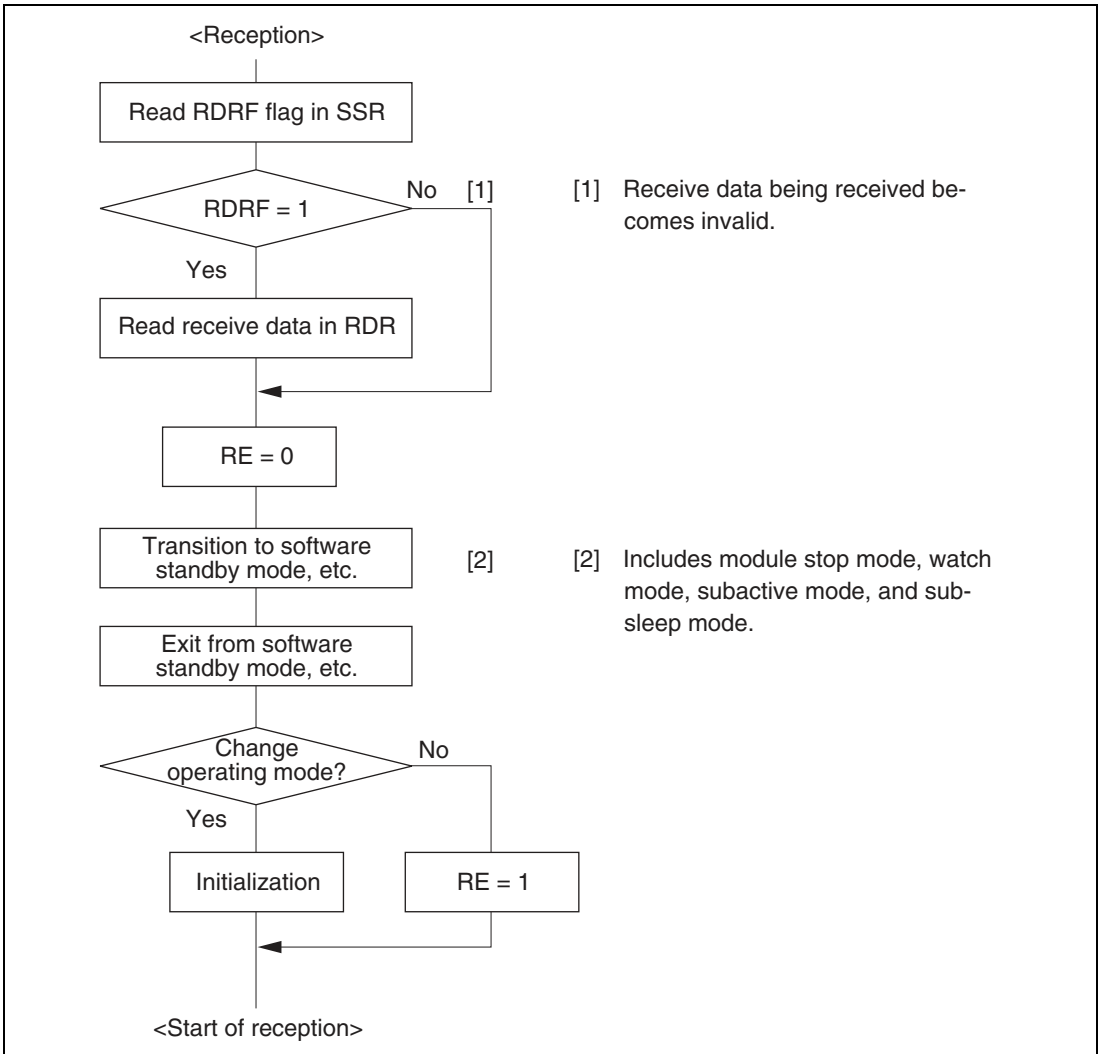 <Reception>
Read RDRF flag in SSR
No [1]
[1] Receive data being received be-
comes invalid.
RDRF = 1
Yes
Read receive data in RDR
RE = 0
Transition to software
standby mode, etc.
[2]
[2] Includes module stop mode, watch
mode, subactive mode, and sub-
sleep mode.
Exit from software
standby mode, etc.
Change
operating mode?
No
Yes
Initialization
RE = 1
<Start of reception>